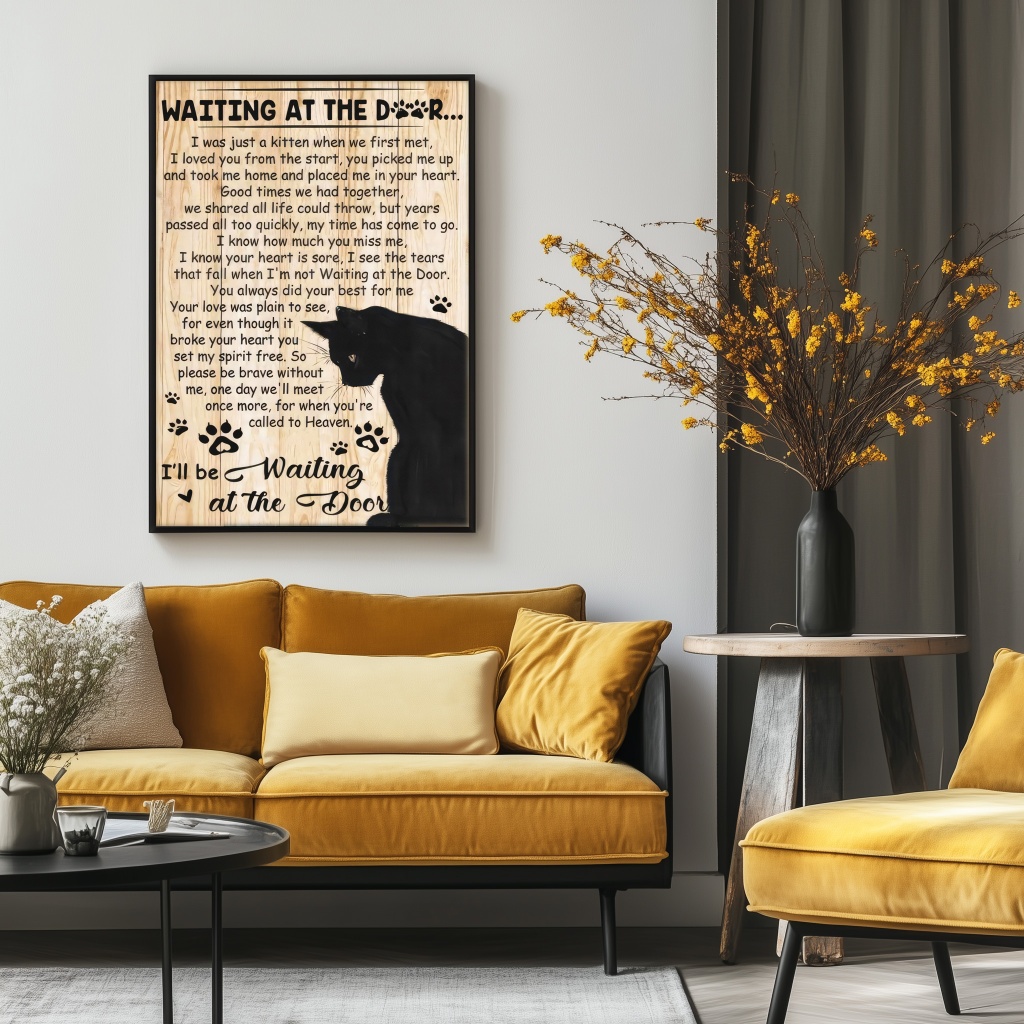 WAITING AT THE DOOR...
I was just a kitten when we first met,
I loved you from the start, you picked me up
and took me home and placed me in your heart.
Good times we had together,
we shared all life could throw, but years
passed all too quickly, my time has come to go.
I know how much you miss me,
I know your heart is sore, I see the tears
that fall when I'm not Waiting at the Door.
You always did your best for me
Your love was plain to see,
for even though it
broke your heart you
set my spirit free. So
please be brave without
me, one day we'll meet
once more, for when you're
called to Heaven.
I'll be Waiting
at the Door